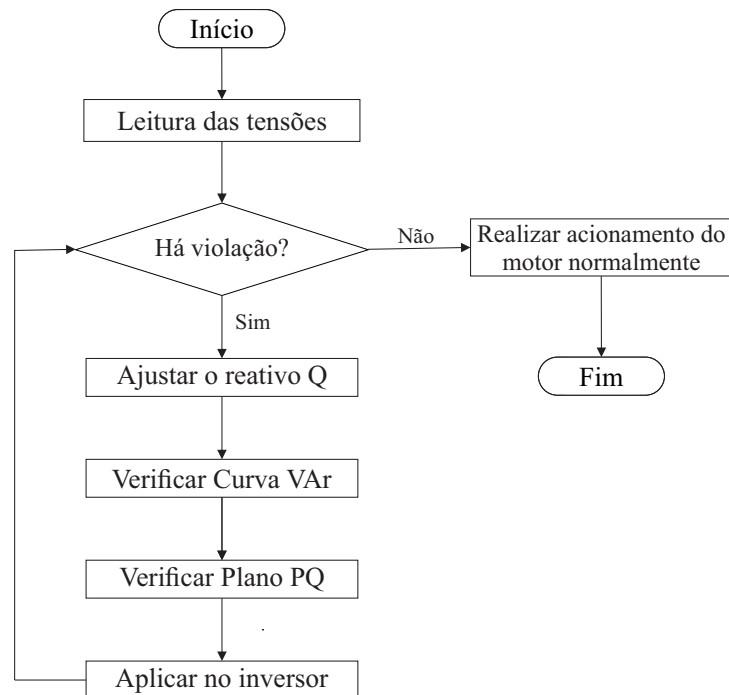 Início
Leitura das tensões
Há violação?
Não
Realizar acionamento do
motor normalmente
Sim
Fim
Ajustar o reativo Q
Verificar Curva VAr
Verificar Plano PQ
Aplicar no inversor